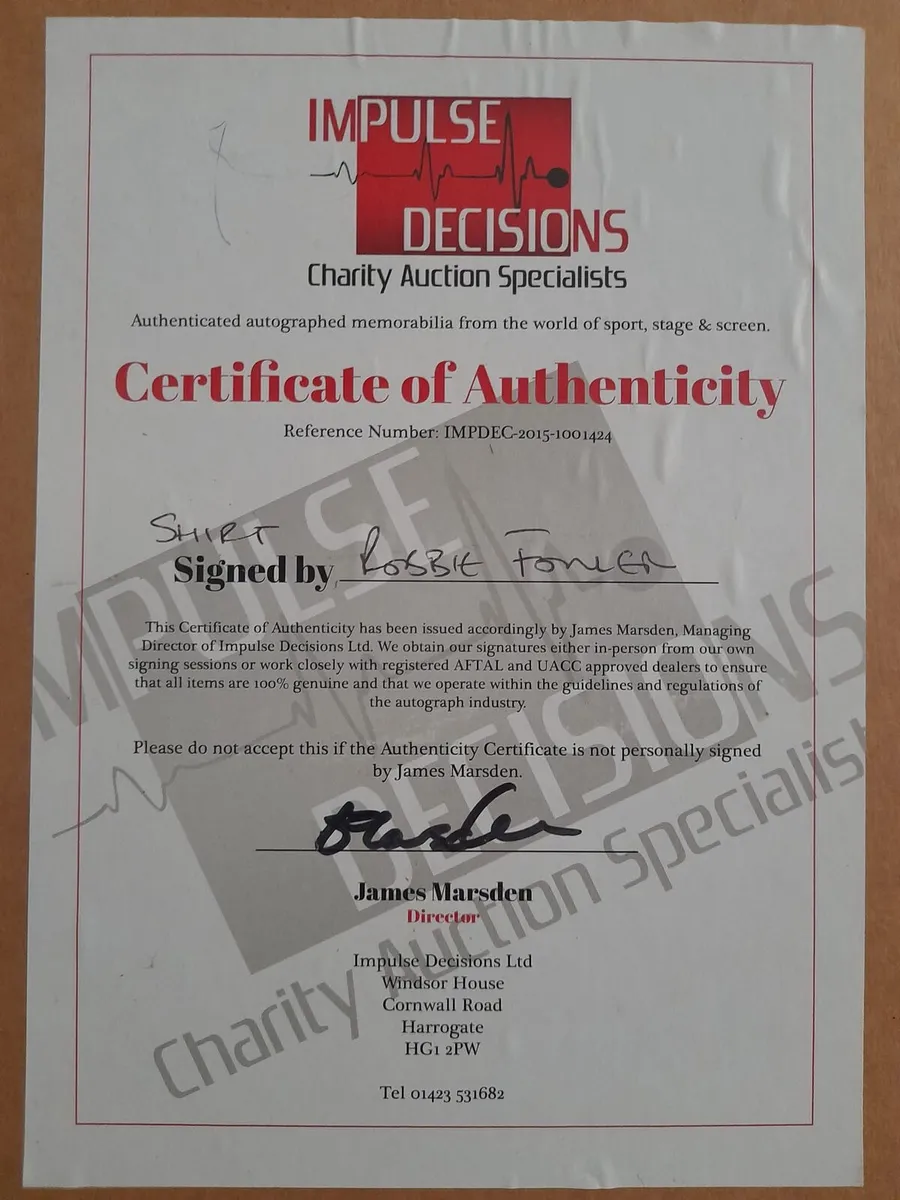 IMPULSE
DECISIONS
Charity Auction Specialists
Authenticated autographed memorabilia from the world of sport, stage & screen.
Certificate of Authenticity
Reference Number: IMPDEC-2015-1001424
SHIRT
Signed by ROBBIE FOWLER
This Certificate of Authenticity has been issued accordingly by James Marsden, Managing
Director of Impulse Decisions Ltd. We obtain our signatures either in-person from our own
signing sessions or work closely with registered AFTAL and UACC approved dealers to ensure
that all items are 100% genuine and that we operate within the guidelines and regulations of
the autograph industry.
Please do not accept this if the Authenticity Certificate is not personally signed
by James Marsden.
JMarsden
James Marsden
Director
Impulse Decisions Ltd
Windsor House
Cornwall Road
Harrogate
HG1 2PW
Tel 01423 531682
IMPULSE
DECISIONS
Charity Auction Specialist